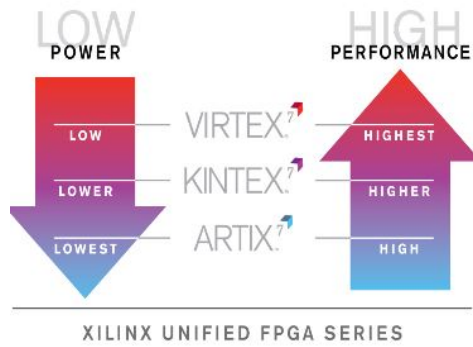 LOW
POWER
HIGH
PERFORMANCE
LOW
VIRTEX.7
HIGHEST
LOWER
KINTEX.7
HIGHER
LOWEST
ARTIX.7
HIGH
XILINX UNIFIED FPGA SERIES